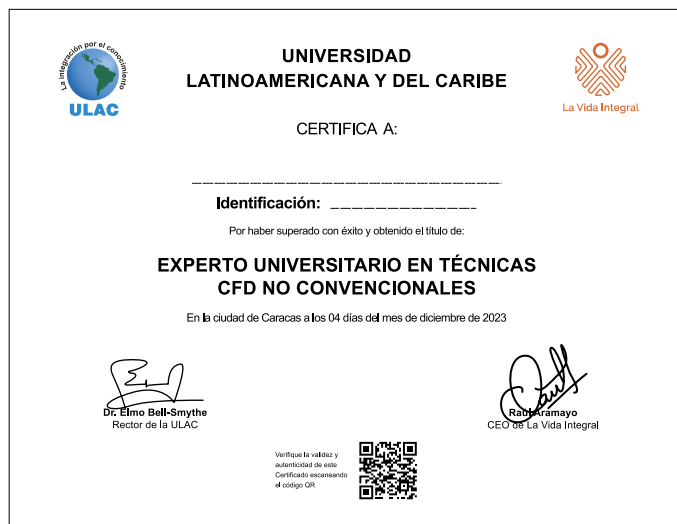 La integración por el conocimiento
ULAC
UNIVERSIDAD
LATINOAMERICANA Y DEL CARIBE
La Vida Integral
CERTIFICA A:
Identificación:
Por haber superado con éxito y obtenido el título de:
EXPERTO UNIVERSITARIO EN TÉCNICAS
CFD NO CONVENCIONALES
En la ciudad de Caracas a los 04 días del mes de diciembre de 2023
Dr. Elmo Bell-Smythe
Rector de la ULAC
Raúl Aramayo
CEO de La Vida Integral
Verifique la validez y
autenticidad de este
Certificado escaneando
el código QR